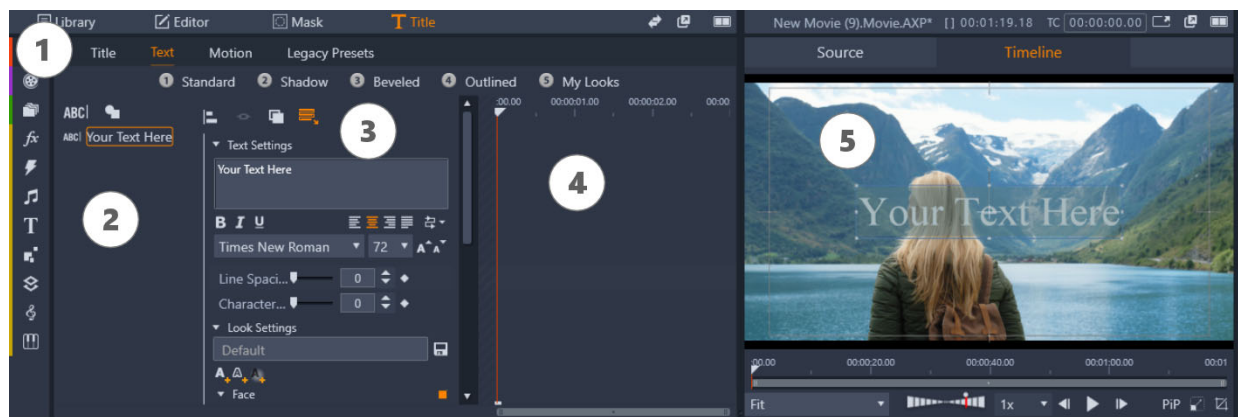 Library Editor Mask Title New Movie (9).Movie.AXP* [] 00:01:19.18 TC 00:00:00.00
1 Title Text Motion Legacy Presets Source Timeline
1 Standard 2 Shadow 3 Beveled 4 Outlined 5 My Looks
:00.00 00:00:01.00 00:00:02.00 00:00
ABC
3
ABC Your Text Here
fx
Text Settings
Your Text Here
5
4
2
B I U
T
Your Text Here
Times New Roman 72 A A
Line Spaci... 0
Character... 0
Look Settings
Default
:00.00 00:00:20.00 00:00:40.00 00:01:00.00 00:01
A A A
Face
Fit 1x PiP